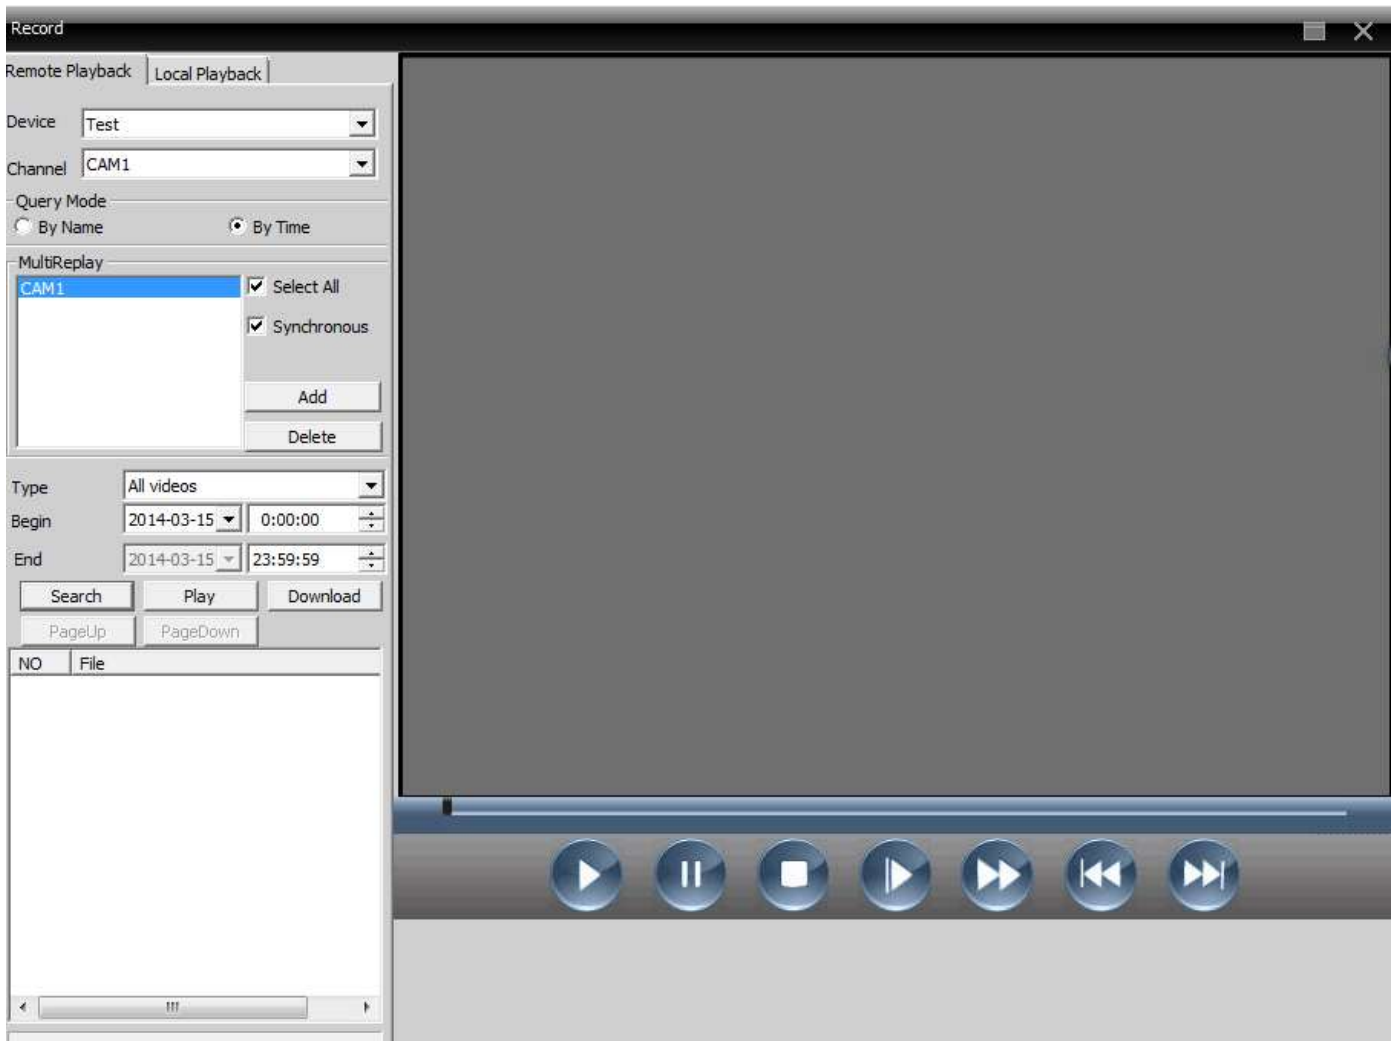 Record
Remote Playback Local Playback
Device Test
Channel CAM1
Query Mode
By Name By Time
MultiReplay
CAM1 Select All
Synchronous
Add
Delete
Type All videos
Begin 2014-03-15 0:00:00
End 2014-03-15 23:59:59
Search Play Download
PageUp PageDown
NO File